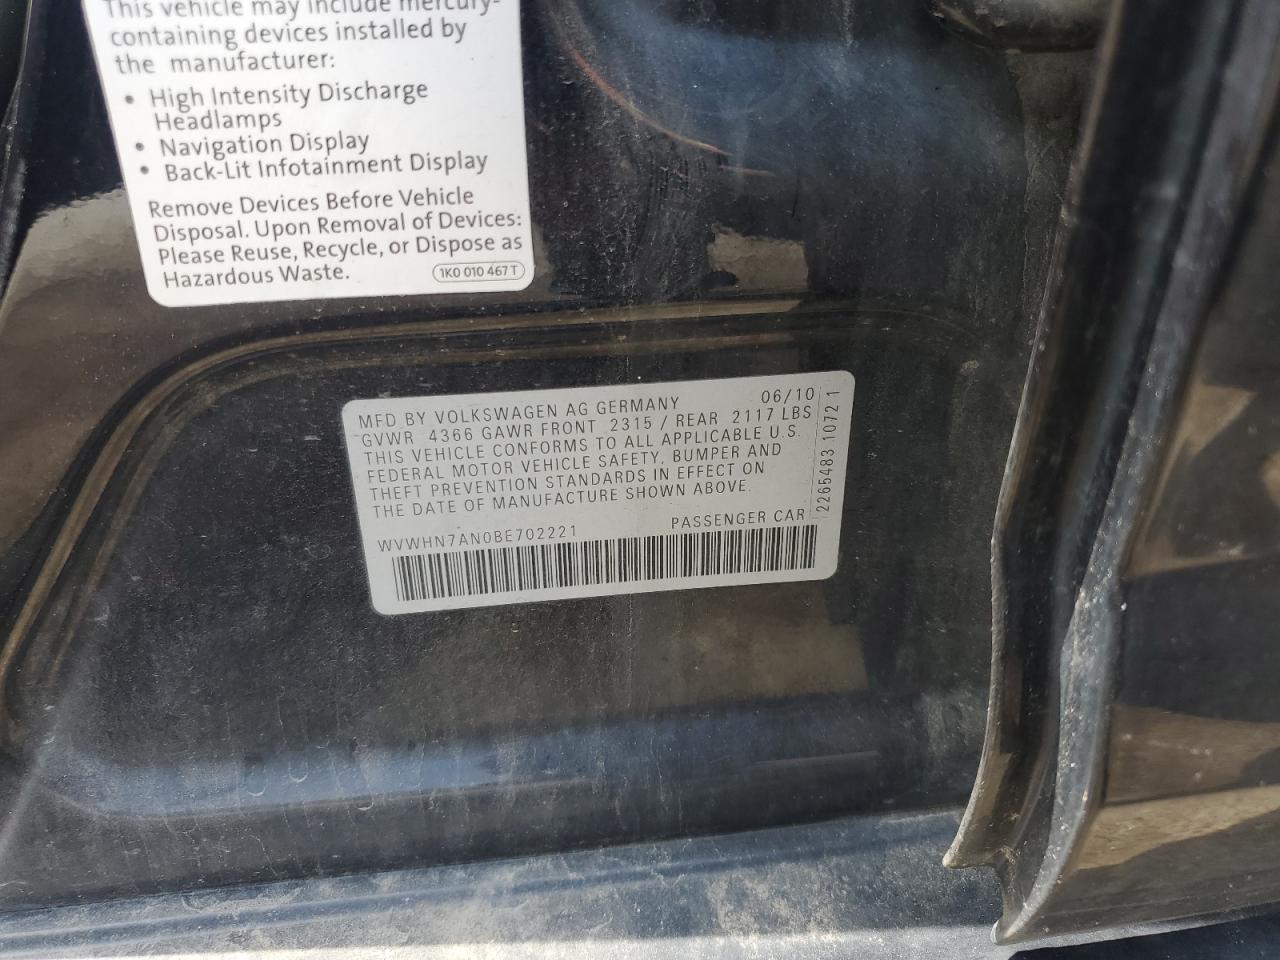 This vehicle may include mercury-
containing devices installed by
the manufacturer:
• High Intensity Discharge
Headlamps
• Navigation Display
• Back-Lit Infotainment Display
Remove Devices Before Vehicle
Disposal. Upon Removal of Devices:
Please Reuse, Recycle, or Dispose as
Hazardous Waste.
1K0 010 467 T
MFD BY VOLKSWAGEN AG GERMANY 06/10
GVWR 4366 GAWR FRONT 2315 / REAR 2117 LBS
THIS VEHICLE CONFORMS TO ALL APPLICABLE U.S.
FEDERAL MOTOR VEHICLE SAFETY, BUMPER AND
THEFT PREVENTION STANDARDS IN EFFECT ON
THE DATE OF MANUFACTURE SHOWN ABOVE.
WVWHN7AN0BE702221 PASSENGER CAR
2265483 1072 1